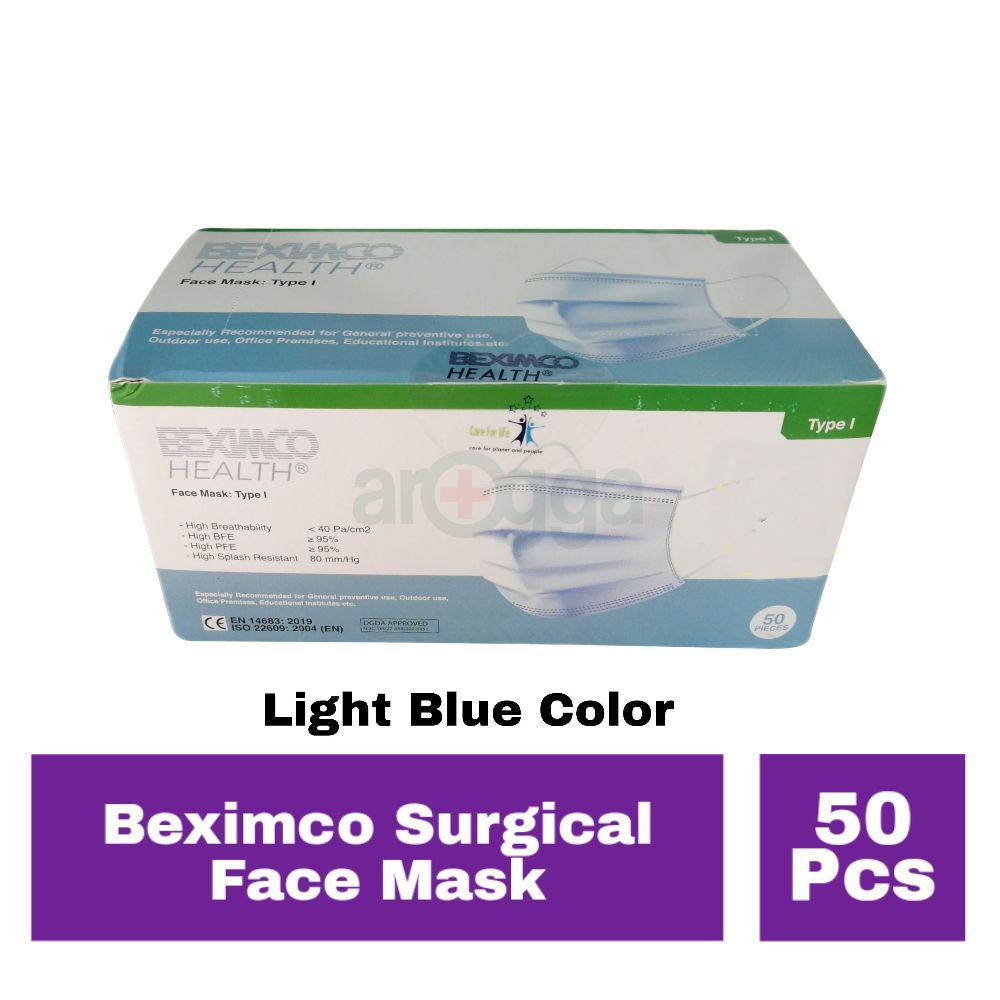 BEXIMCO
HEALTH®
Face Mask: Type I
Type I
Especially Recommended for General preventive use,
Outdoor use, Office Premises, Educational Institutes etc.
BEXIMCO
HEALTH®
Type I
Care for life
care for planet and people
BEXIMCO
HEALTH®
Face Mask: Type I
arogga
- High Breathability < 40 Pa/cm2
- High BFE ≥ 95%
- High PFE ≥ 95%
- High Splash Resistant 80 mm/Hg
Especially Recommended for General preventive use, Outdoor use,
Office Premises, Educational Institutes etc.
CE EN 14683: 2019
ISO 22609: 2004 (EN)
DGDA APPROVED
50
PIECES
Light Blue Color
Beximco Surgical
Face Mask
50
Pcs